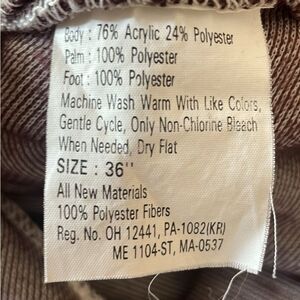 Body : 76% Acrylic 24% Polyester
Palm : 100% Polyester
Foot : 100% Polyester
Machine Wash Warm With Like Colors,
Gentle Cycle, Only Non-Chlorine Bleach
When Needed, Dry Flat
SIZE : 36"
All New Materials
100% Polyester Fibers
Reg. No. OH 12441, PA-1082(KR)
ME 1104-ST, MA-0537